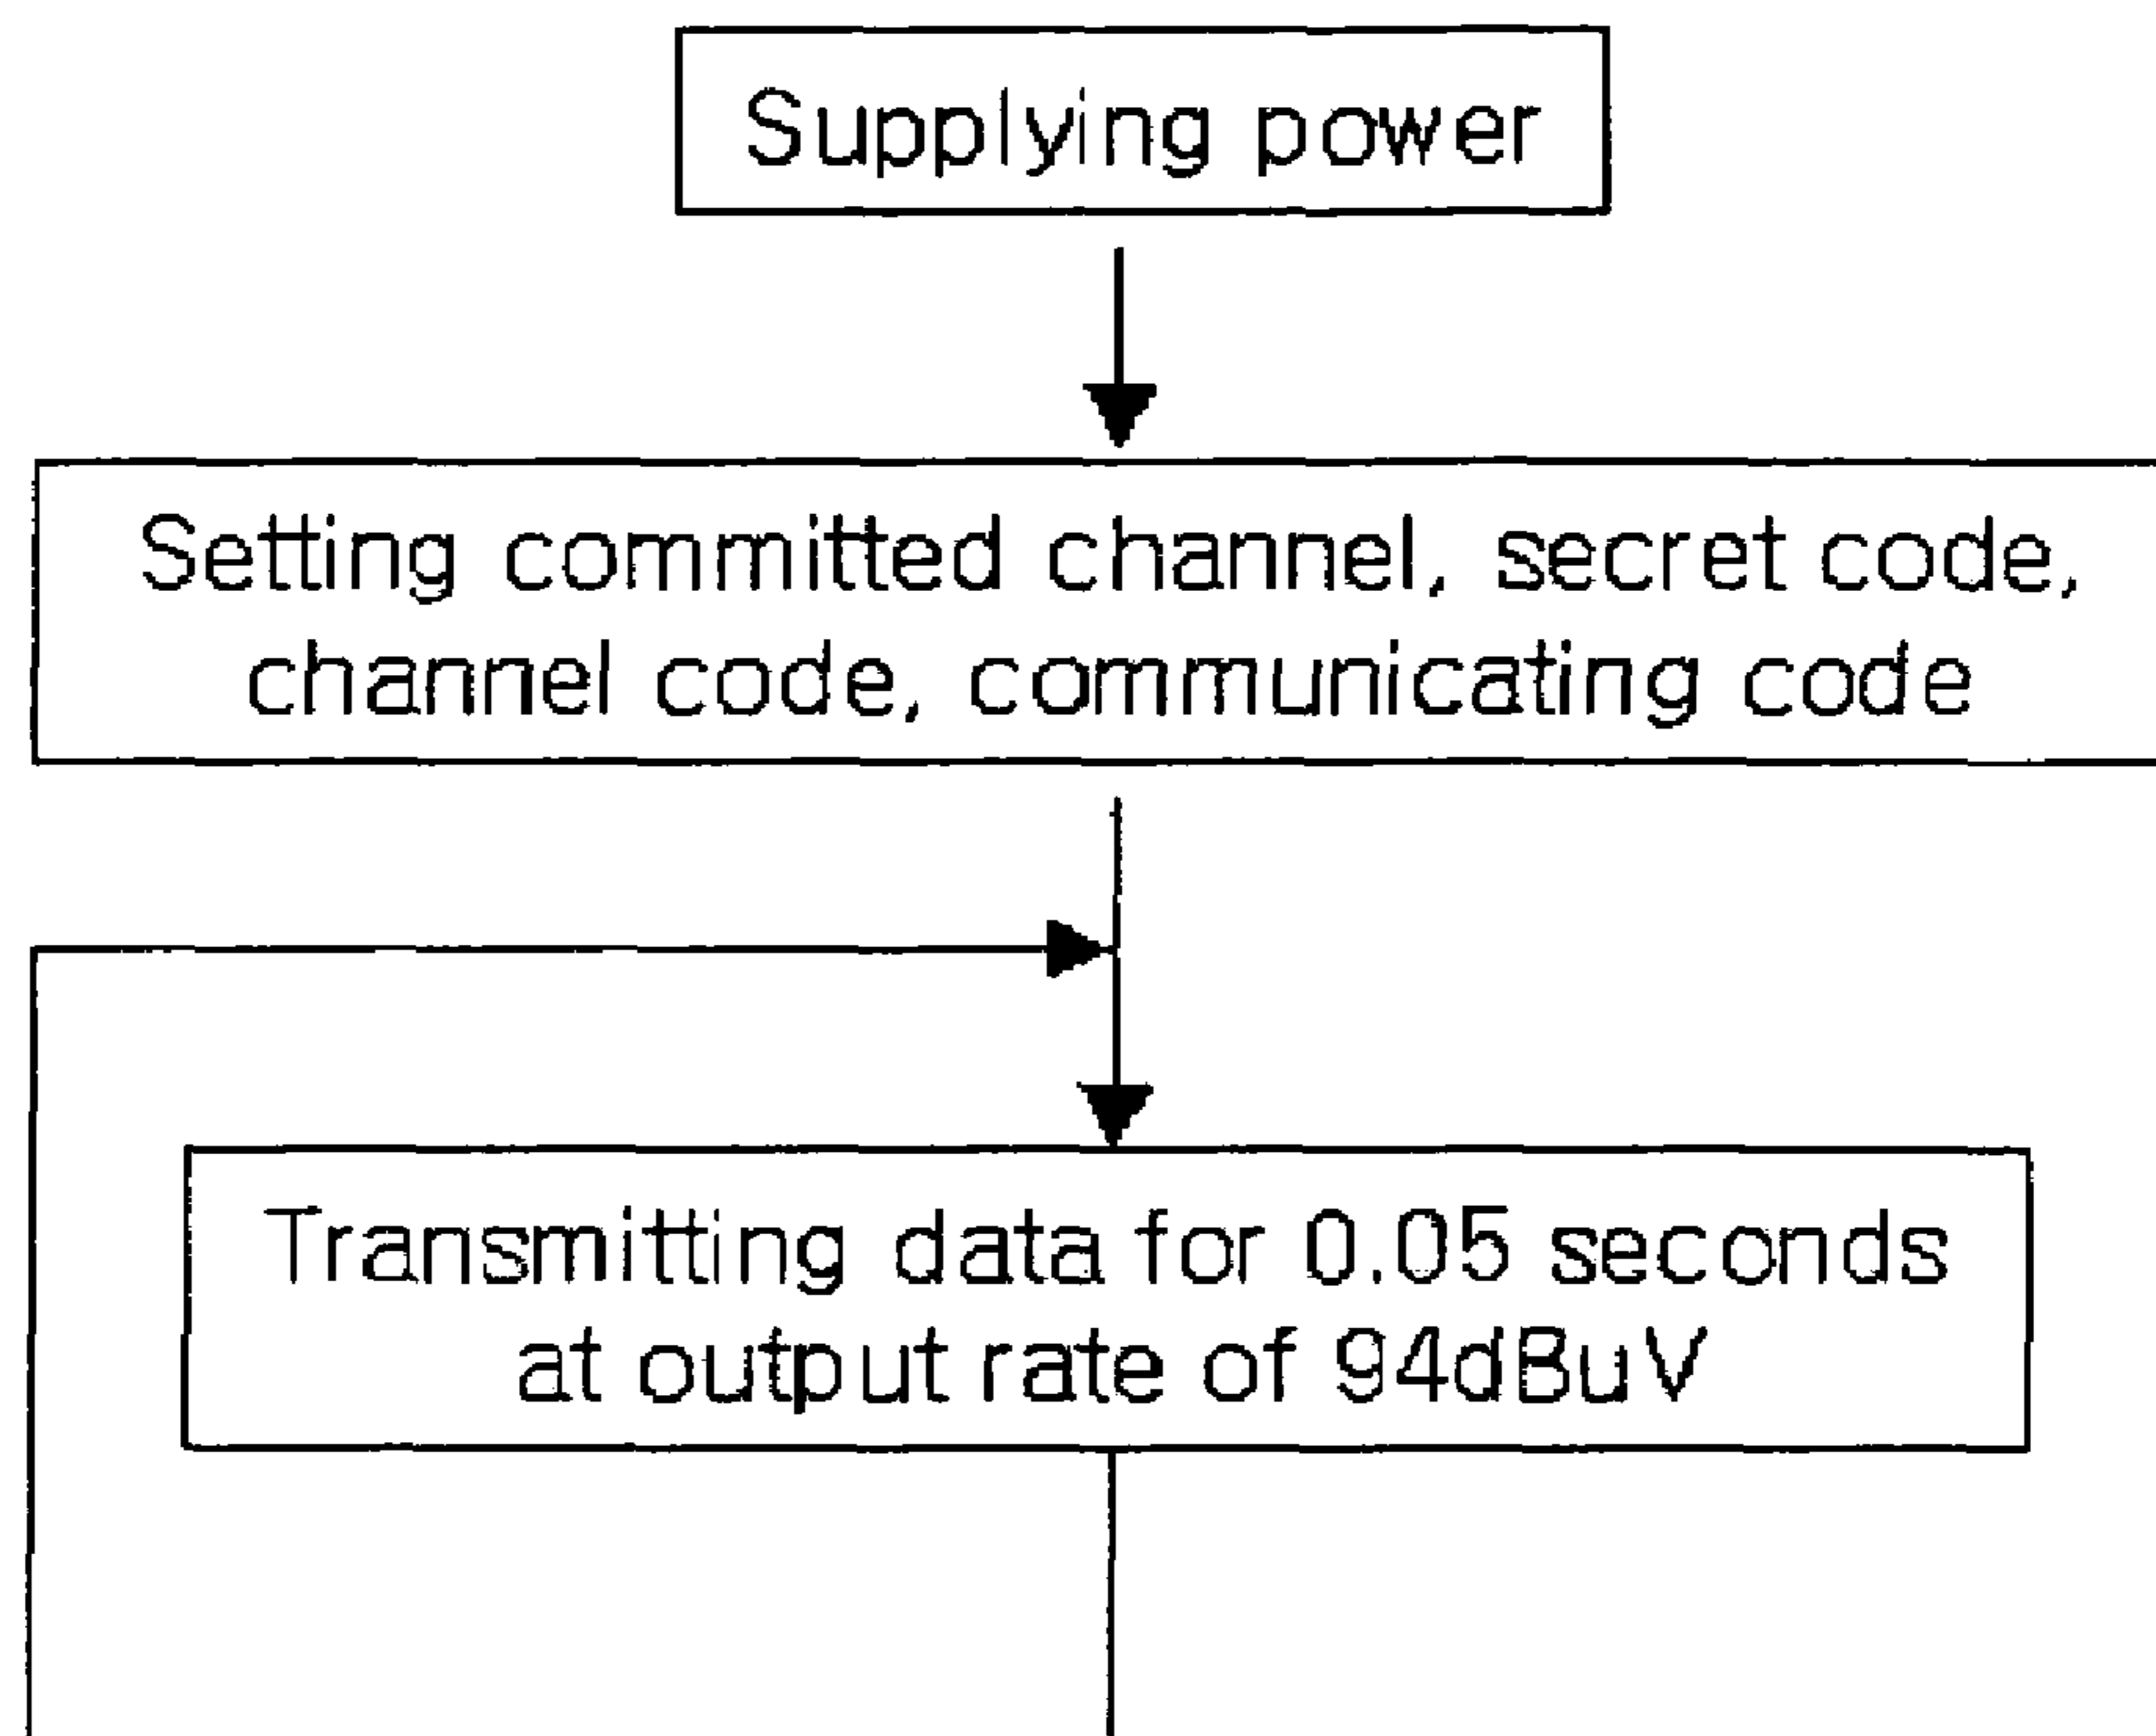 Supplying power
Setting committed channel, secret code,
channel code, communicating code
Transmitting data for 0.05 seconds
at output rate of 94dBuV